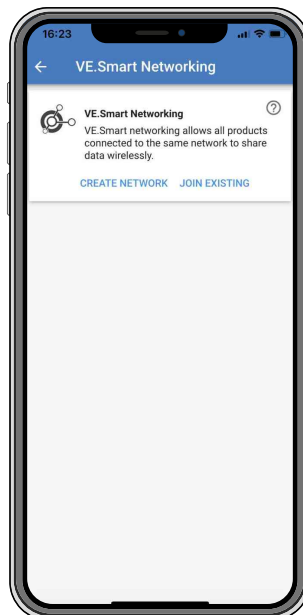 16:23
VE.Smart Networking
VE.Smart Networking
VE.Smart networking allows all products
connected to the same network to share
data wirelessly.
CREATE NETWORK JOIN EXISTING